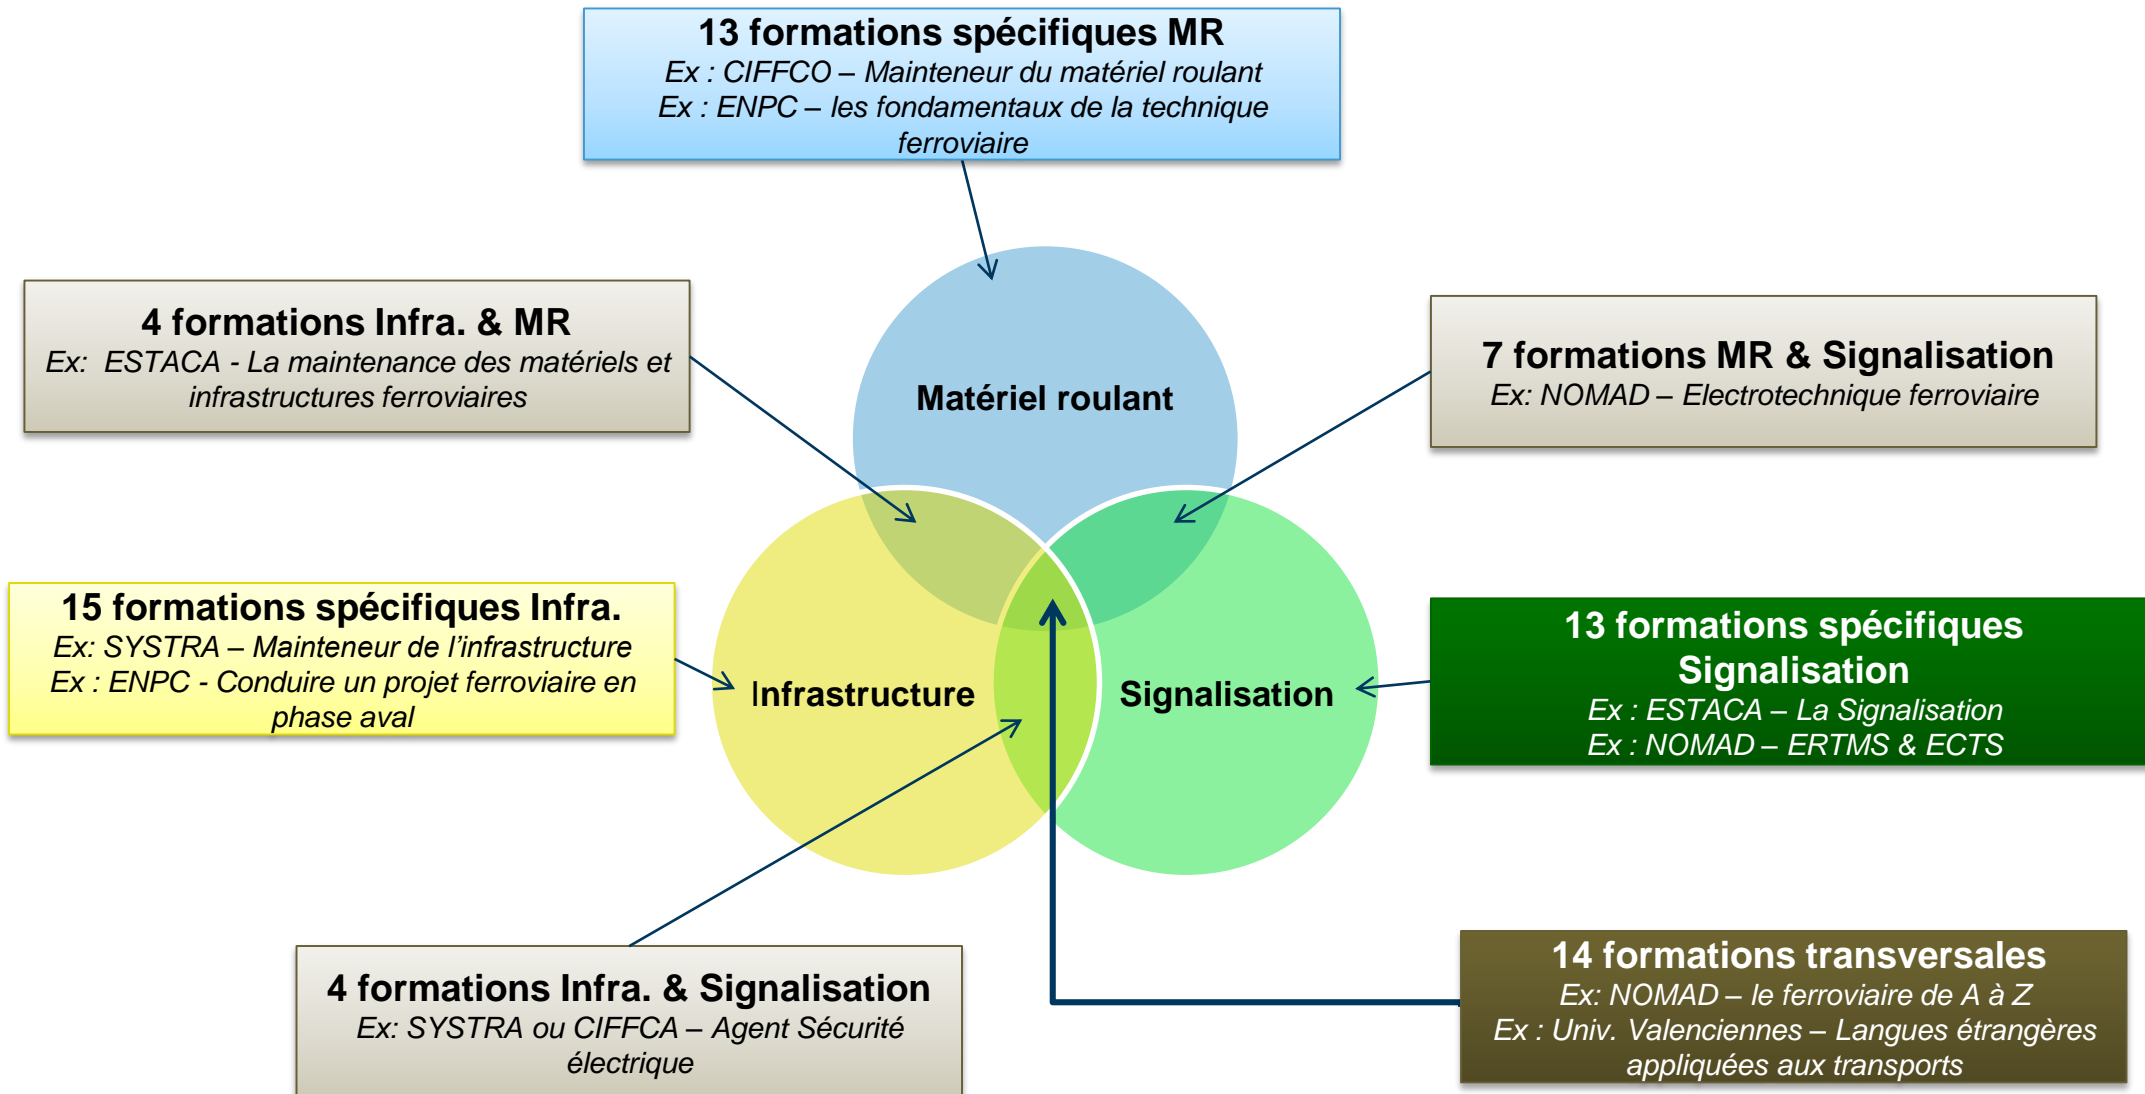 13 formations spécifiques MR
Ex : CIFFCO – Mainteneur du matériel roulant
Ex : ENPC – les fondamentaux de la technique
ferroviaire
4 formations Infra. & MR
Ex: ESTACA - La maintenance des matériels et
infrastructures ferroviaires
7 formations MR & Signalisation
Ex: NOMAD – Electrotechnique ferroviaire
Matériel roulant
15 formations spécifiques Infra.
Ex: SYSTRA – Mainteneur de l’infrastructure
Ex : ENPC - Conduire un projet ferroviaire en
phase aval
Infrastructure
Signalisation
13 formations spécifiques
Signalisation
Ex : ESTACA – La Signalisation
Ex : NOMAD – ERTMS & ECTS
4 formations Infra. & Signalisation
Ex: SYSTRA ou CIFFCA – Agent Sécurité
électrique
14 formations transversales
Ex: NOMAD – le ferroviaire de A à Z
Ex : Univ. Valenciennes – Langues étrangères
appliquées aux transports